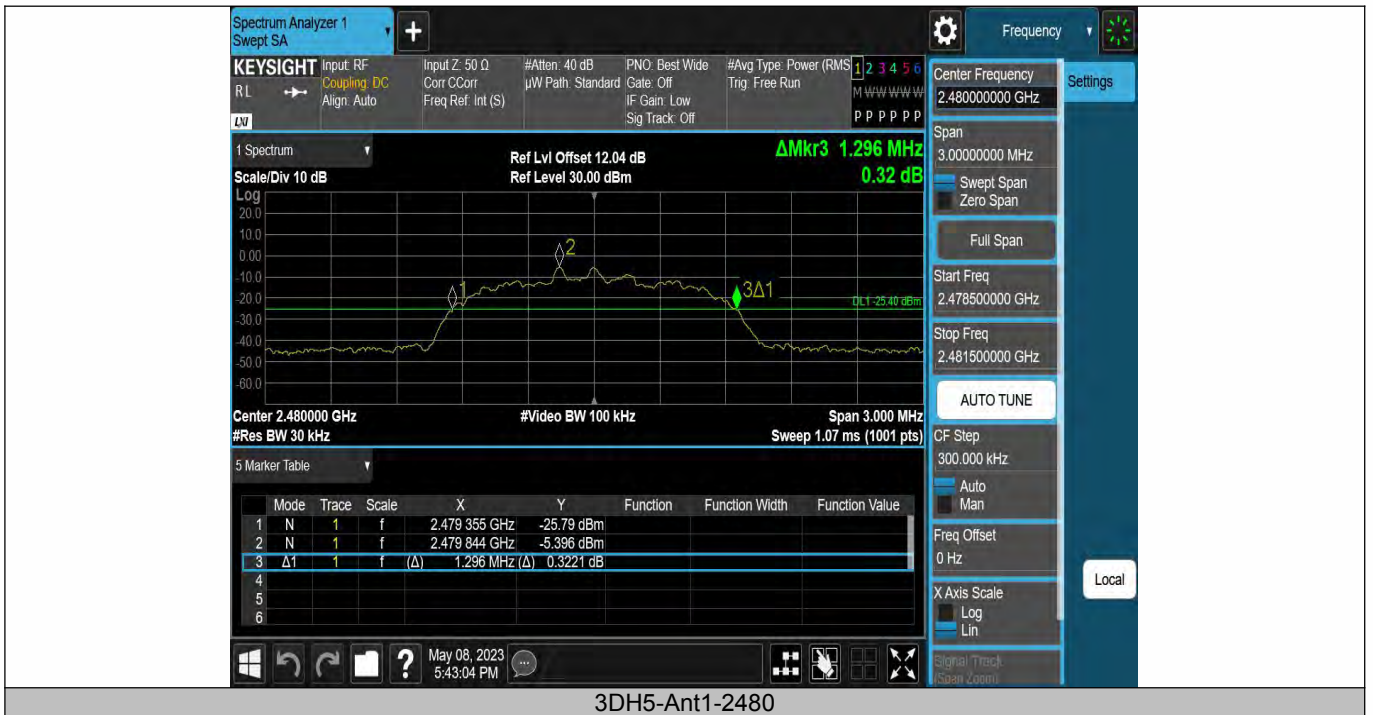 Spectrum Analyzer 1
Swept SA
+
Frequency
KEYSIGHT
RL
LXI
Input: RF
Coupling: DC
Align: Auto
Input Z: 50 Ω
Corr CCorr
Freq Ref: Int (S)
#Atten: 40 dB
µW Path: Standard
PNO: Best Wide
Gate: Off
IF Gain: Low
Sig Track: Off
#Avg Type: Power (RMS
Trig: Free Run
1 2 3 4 5 6
M W W W W W
P P P P P P
1 Spectrum
Scale/Div 10 dB
Ref Lvl Offset 12.04 dB
Ref Level 30.00 dBm
ΔMkr3 1.296 MHz
0.32 dB
Log
20.0
10.0
0.00
-10.0
-20.0
-30.0
-40.0
-50.0
-60.0
1
2
3Δ1
DL1 -25.40 dBm
Center 2.480000 GHz
#Video BW 100 kHz
Span 3.000 MHz
#Res BW 30 kHz
Sweep 1.07 ms (1001 pts)
5 Marker Table
Mode Trace Scale X Y Function Function Width Function Value
1 N 1 f 2.479 355 GHz -25.79 dBm
2 N 1 f 2.479 844 GHz -5.396 dBm
3 Δ1 1 f (Δ) 1.296 MHz (Δ) 0.3221 dB
4
5
6
?
May 08, 2023
5:43:04 PM
Center Frequency
2.480000000 GHz
Settings
Span
3.00000000 MHz
Swept Span
Zero Span
Full Span
Start Freq
2.478500000 GHz
Stop Freq
2.481500000 GHz
AUTO TUNE
CF Step
300.000 kHz
Auto
Man
Freq Offset
0 Hz
X Axis Scale
Log
Lin
Signal Track
(Span Zoom)
Local
3DH5-Ant1-2480